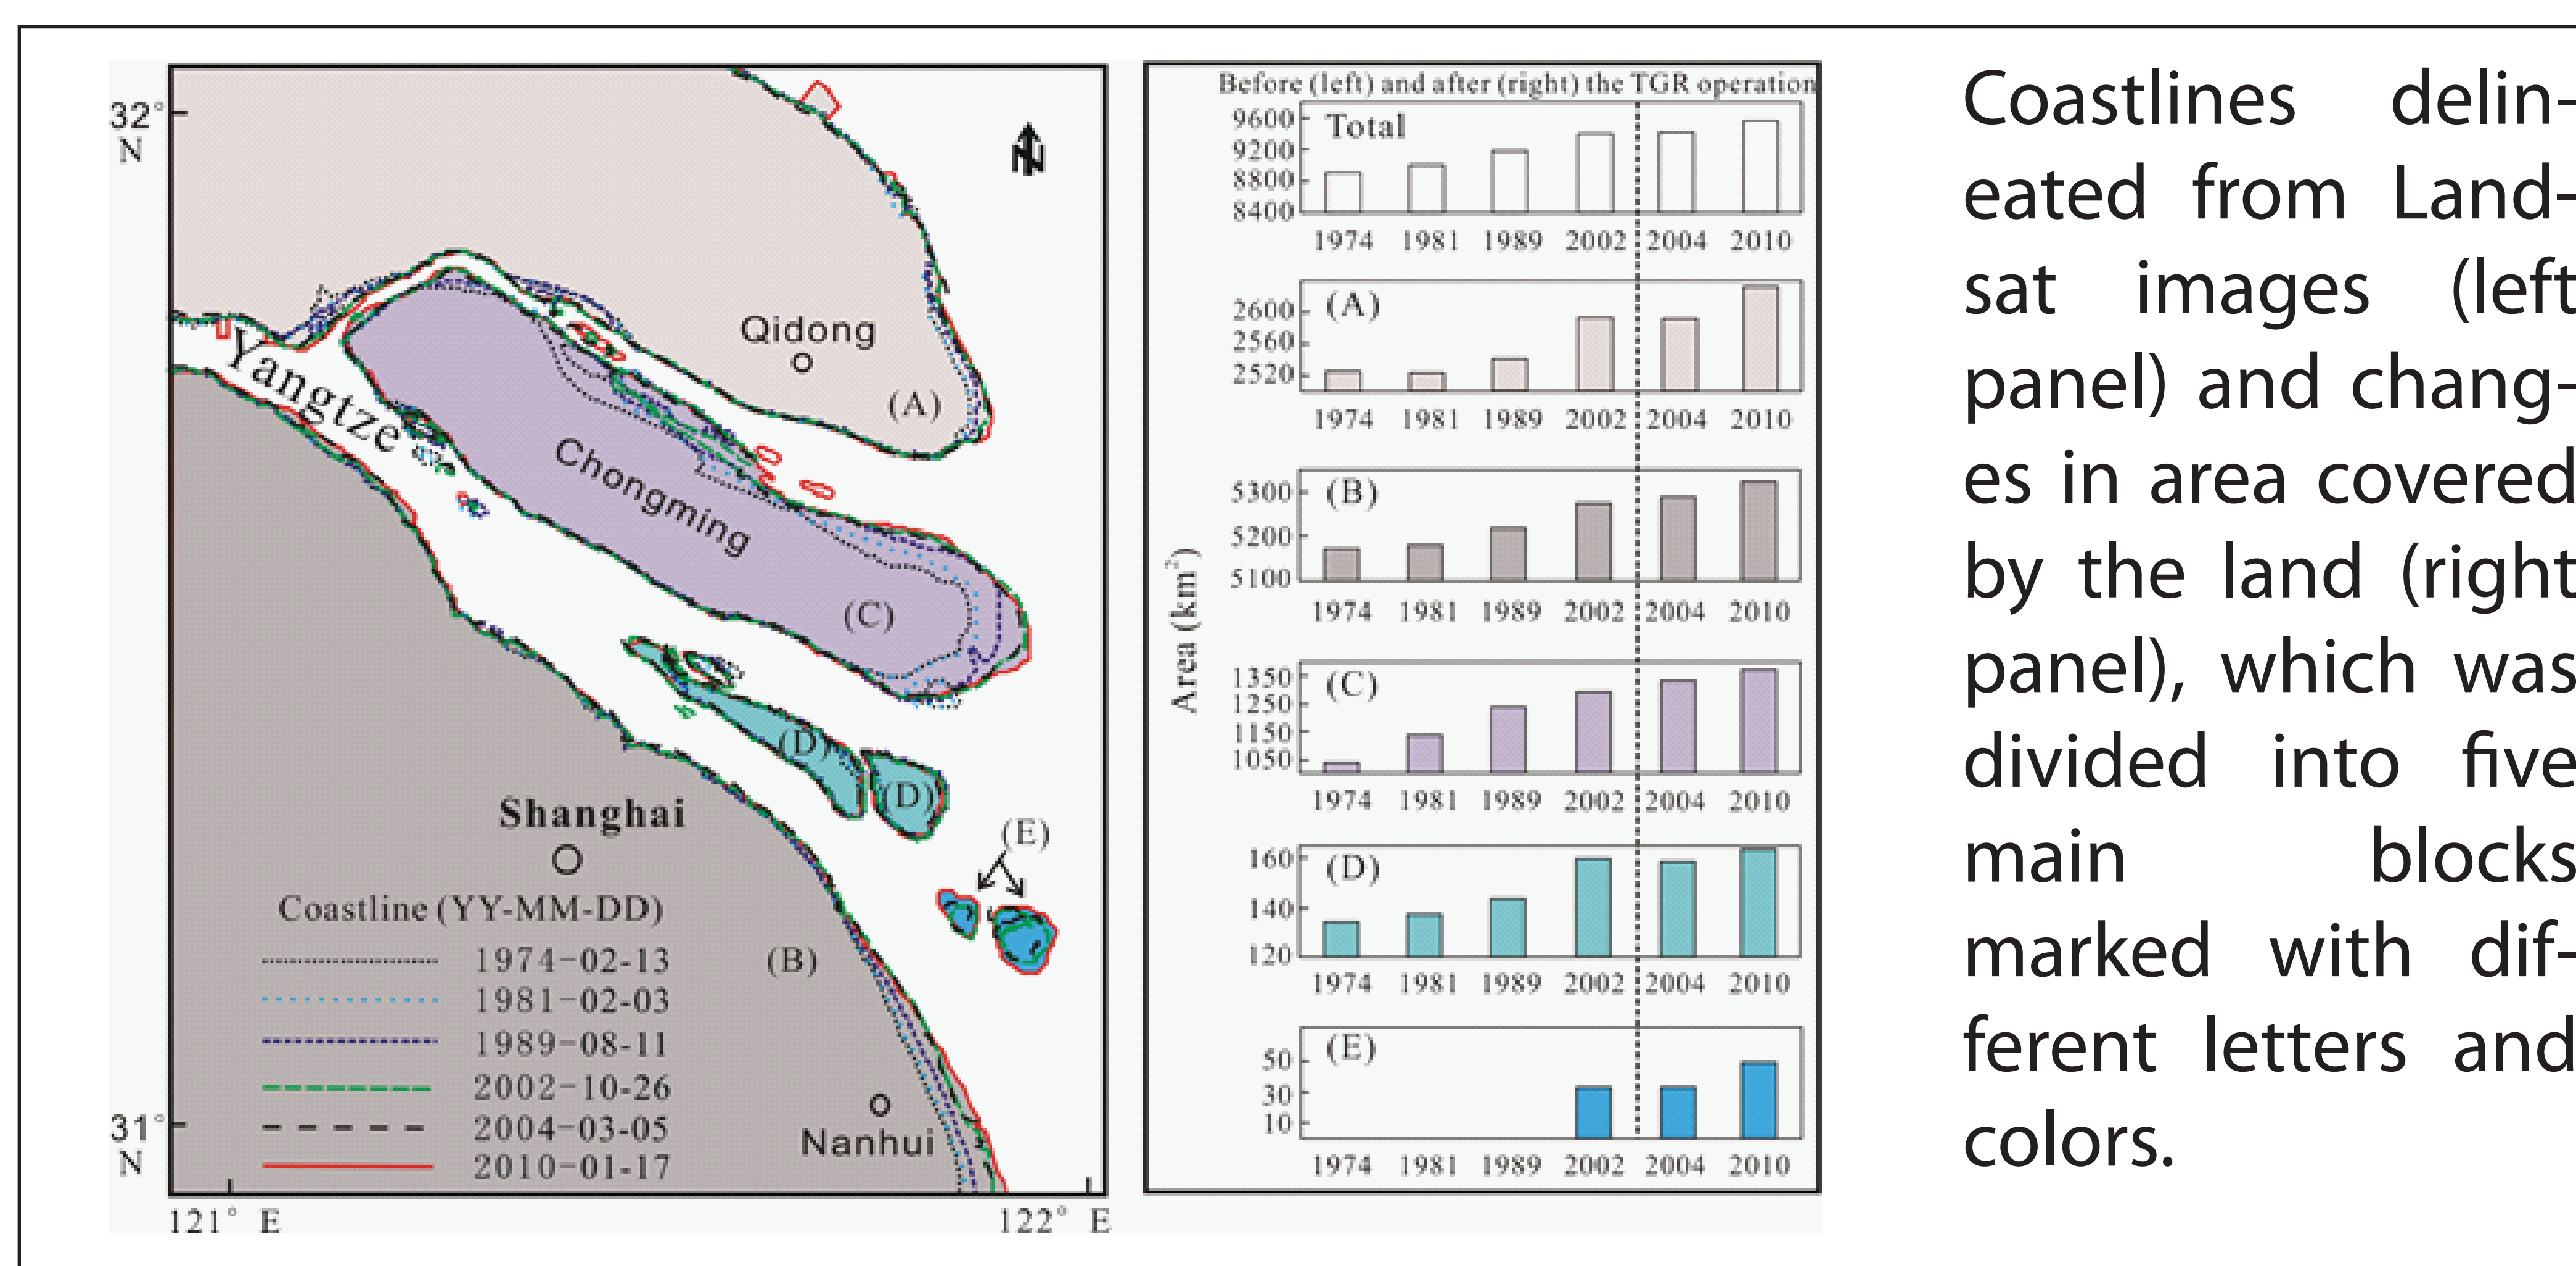 32°
N
Qidong
(A)
Yangtze
Chongming
(C)
(D)
(D)
(E)
Shanghai
(B)
Coastline (YY-MM-DD)
1974-02-13
1981-02-03
1989-08-11
2002-10-26
2004-03-05
2010-01-17
Nanhui
31°
N
121° E
122° E
N
Before (left) and after (right) the TGR operation
Area (km²)
Total
9600
9200
8800
8400
1974 1981 1989 2002 2004 2010
(A)
2600
2560
2520
1974 1981 1989 2002 2004 2010
(B)
5300
5200
5100
1974 1981 1989 2002 2004 2010
(C)
1350
1250
1150
1050
1974 1981 1989 2002 2004 2010
(D)
160
140
120
1974 1981 1989 2002 2004 2010
(E)
50
30
10
1974 1981 1989 2002 2004 2010
Coastlines delin-
eated from Land-
sat images (left
panel) and chang-
es in area covered
by the land (right
panel), which was
divided into five
main blocks
marked with dif-
ferent letters and
colors.